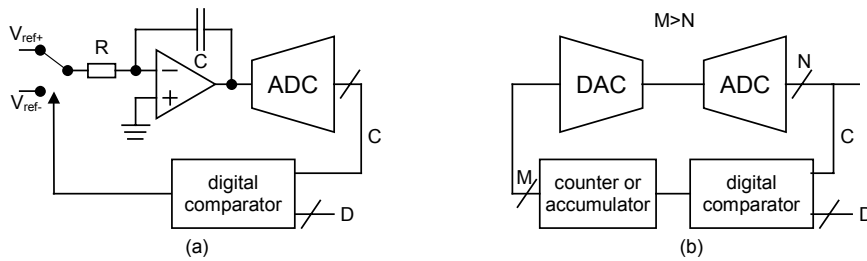 V_ref+
R
C
ADC
V_ref-
C
digital
comparator
D
(a)
M>N
DAC
ADC
N
C
M
counter or
accumulator
digital
comparator
D
(b)